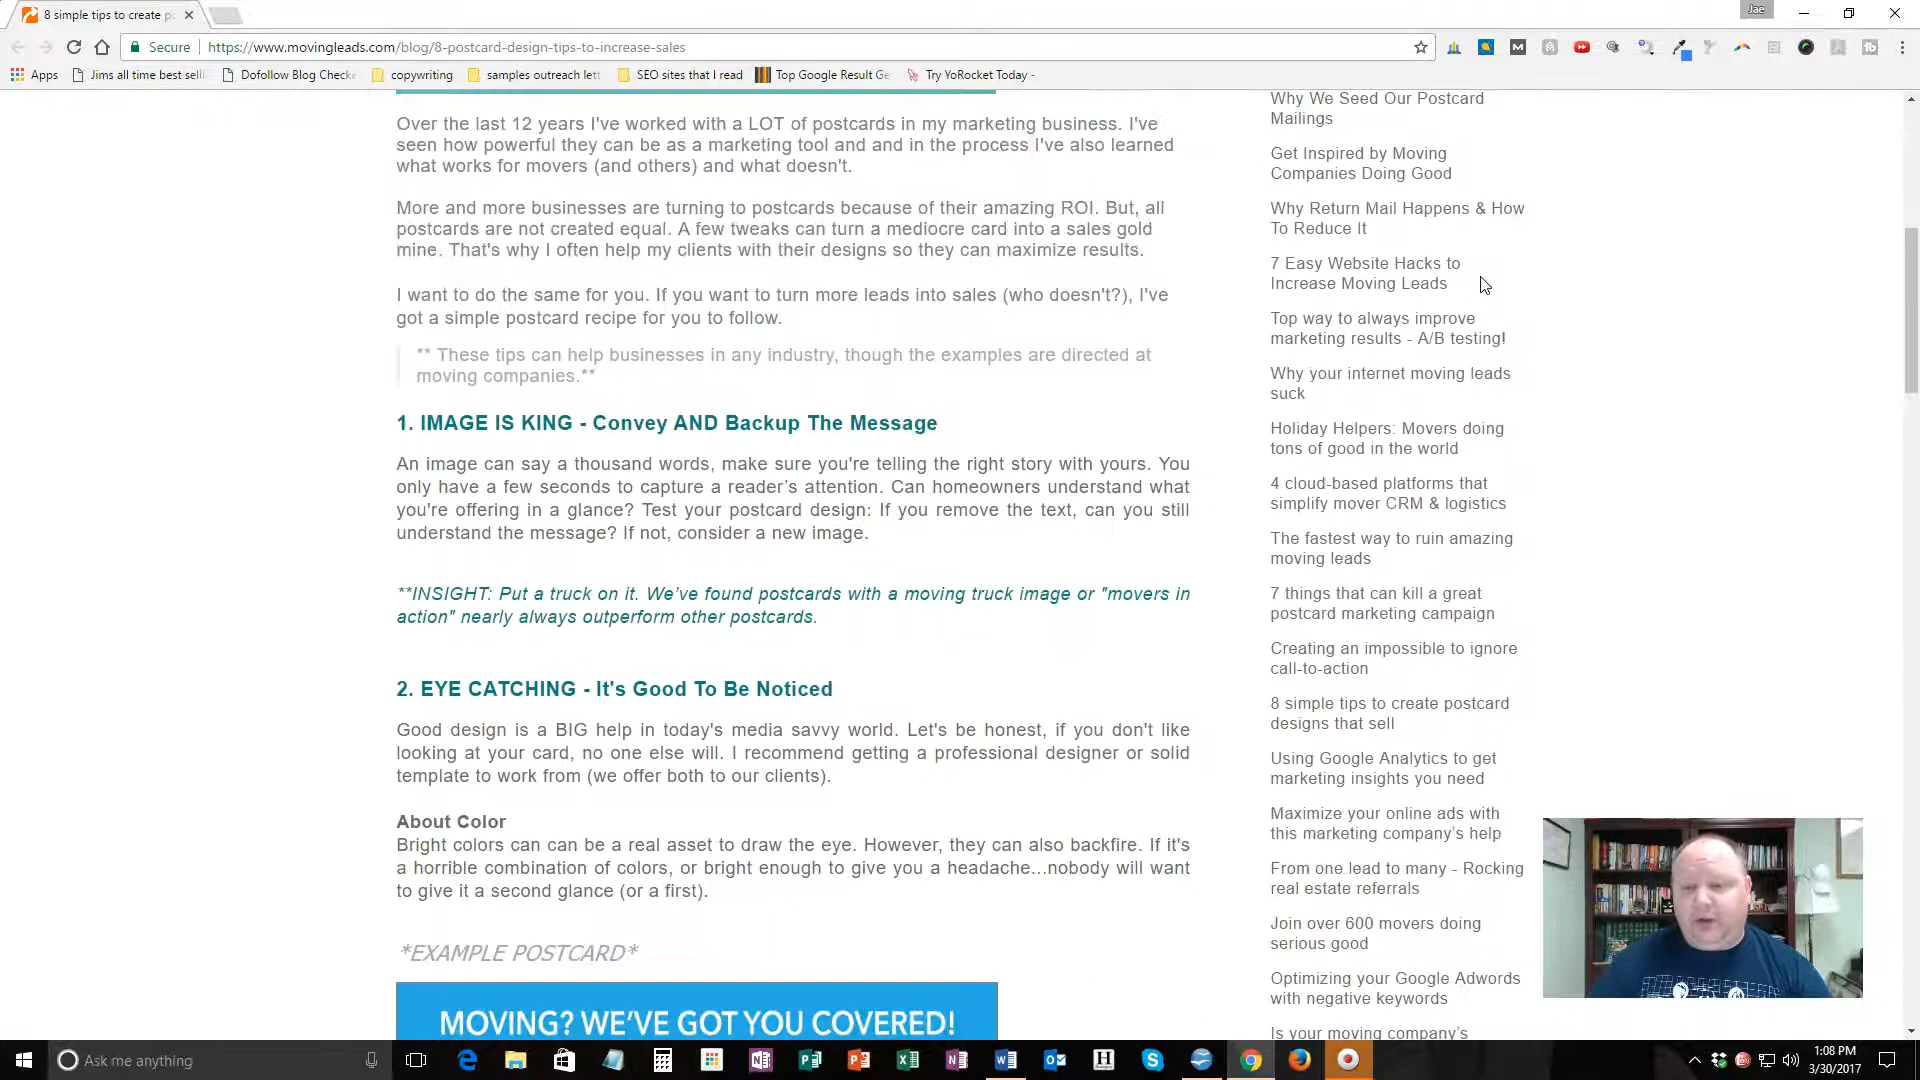 8 simple tips to create p
Jae
Secure
https://www.movingleads.com/blog/8-postcard-design-tips-to-increase-sales
Apps
Jims all time best sell
Dofollow Blog Checke
copywriting
samples outreach lett
SEO sites that I read
Top Google Result Ge
Try YoRocket Today -
Over the last 12 years I've worked with a LOT of postcards in my marketing business. I've
seen how powerful they can be as a marketing tool and and in the process I've also learned
what works for movers (and others) and what doesn't.
More and more businesses are turning to postcards because of their amazing ROI. But, all
postcards are not created equal. A few tweaks can turn a mediocre card into a sales gold
mine. That's why I often help my clients with their designs so they can maximize results.
I want to do the same for you. If you want to turn more leads into sales (who doesn't?), I've
got a simple postcard recipe for you to follow.
** These tips can help businesses in any industry, though the examples are directed at
moving companies.**
1. IMAGE IS KING - Convey AND Backup The Message
An image can say a thousand words, make sure you're telling the right story with yours. You
only have a few seconds to capture a reader’s attention. Can homeowners understand what
you're offering in a glance? Test your postcard design: If you remove the text, can you still
understand the message? If not, consider a new image.
**INSIGHT: Put a truck on it. We’ve found postcards with a moving truck image or "movers in
action" nearly always outperform other postcards.
2. EYE CATCHING - It's Good To Be Noticed
Good design is a BIG help in today's media savvy world. Let's be honest, if you don't like
looking at your card, no one else will. I recommend getting a professional designer or solid
template to work from (we offer both to our clients).
About Color
Bright colors can can be a real asset to draw the eye. However, they can also backfire. If it's
a horrible combination of colors, or bright enough to give you a headache...nobody will want
to give it a second glance (or a first).
*EXAMPLE POSTCARD*
MOVING? WE’VE GOT YOU COVERED!
Why We Seed Our Postcard
Mailings
Get Inspired by Moving
Companies Doing Good
Why Return Mail Happens & How
To Reduce It
7 Easy Website Hacks to
Increase Moving Leads
Top way to always improve
marketing results - A/B testing!
Why your internet moving leads
suck
Holiday Helpers: Movers doing
tons of good in the world
4 cloud-based platforms that
simplify mover CRM & logistics
The fastest way to ruin amazing
moving leads
7 things that can kill a great
postcard marketing campaign
Creating an impossible to ignore
call-to-action
8 simple tips to create postcard
designs that sell
Using Google Analytics to get
marketing insights you need
Maximize your online ads with
this marketing company’s help
From one lead to many - Rocking
real estate referrals
Join over 600 movers doing
serious good
Optimizing your Google Adwords
with negative keywords
Is your moving company’s
Ask me anything
1:08 PM
3/30/2017